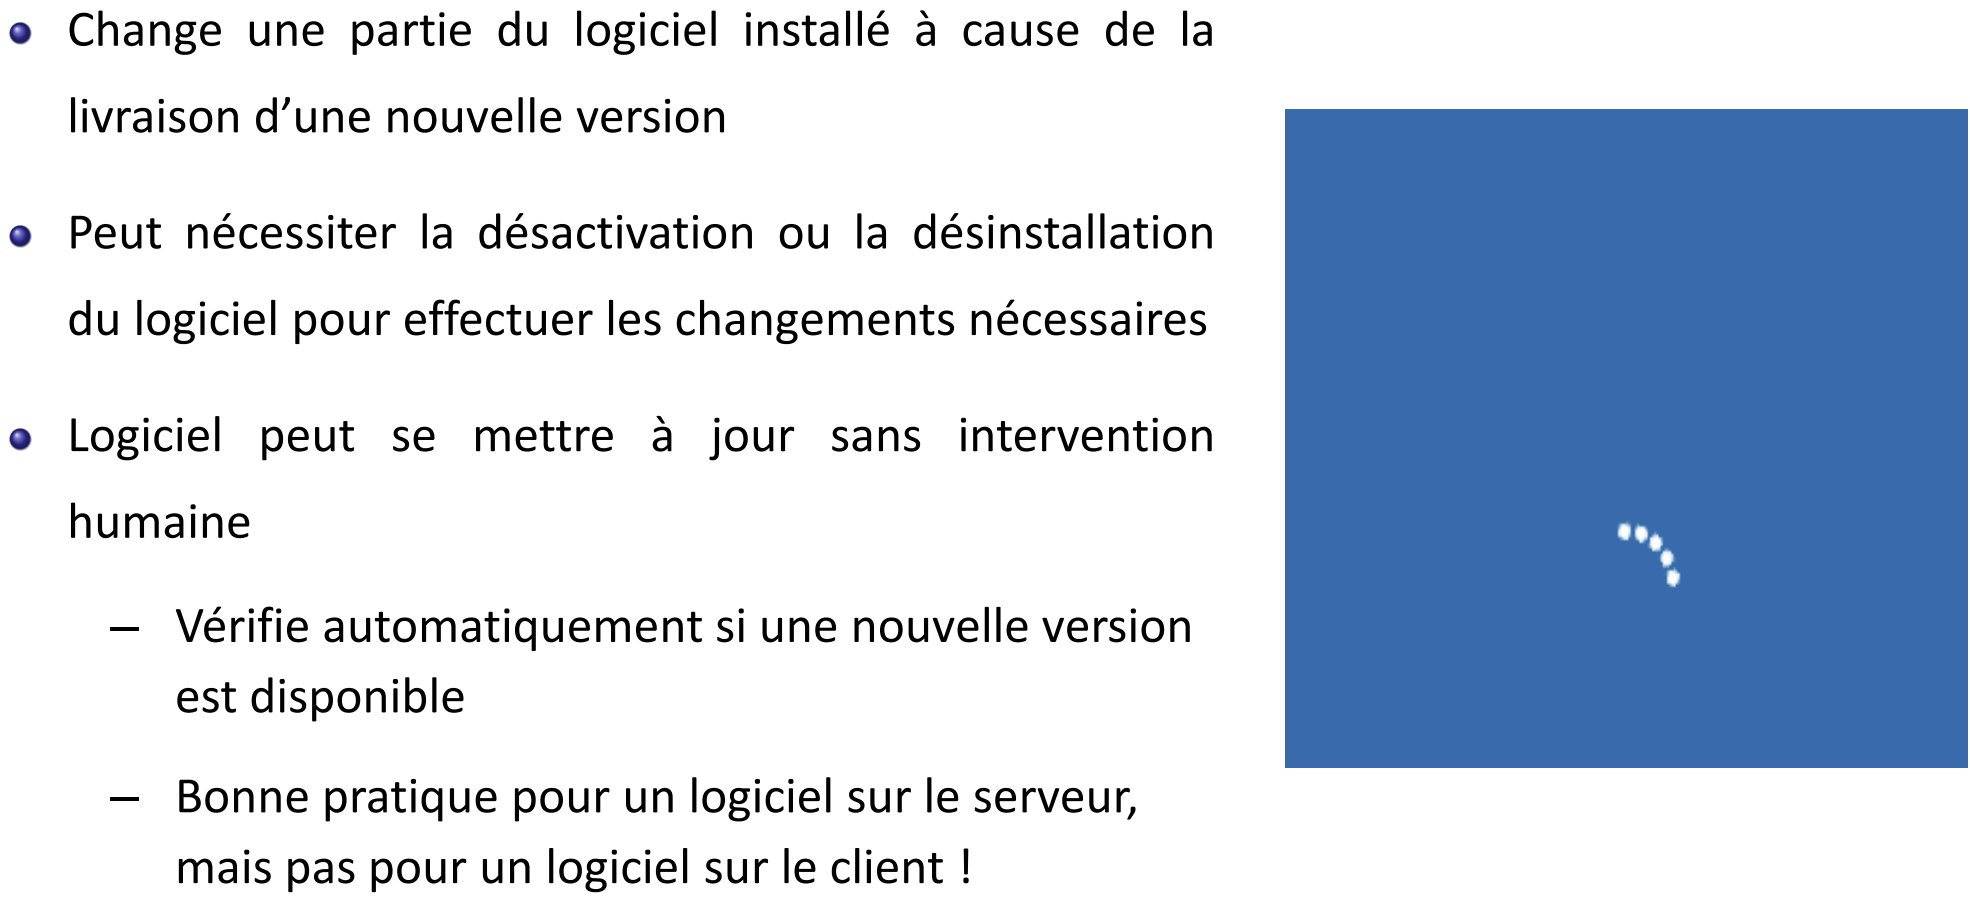 Change une partie du logiciel installé à cause de la
livraison d’une nouvelle version
Peut nécessiter la désactivation ou la désinstallation
du logiciel pour effectuer les changements nécessaires
Logiciel peut se mettre à jour sans intervention
humaine
– Vérifie automatiquement si une nouvelle version
est disponible
– Bonne pratique pour un logiciel sur le serveur,
mais pas pour un logiciel sur le client !